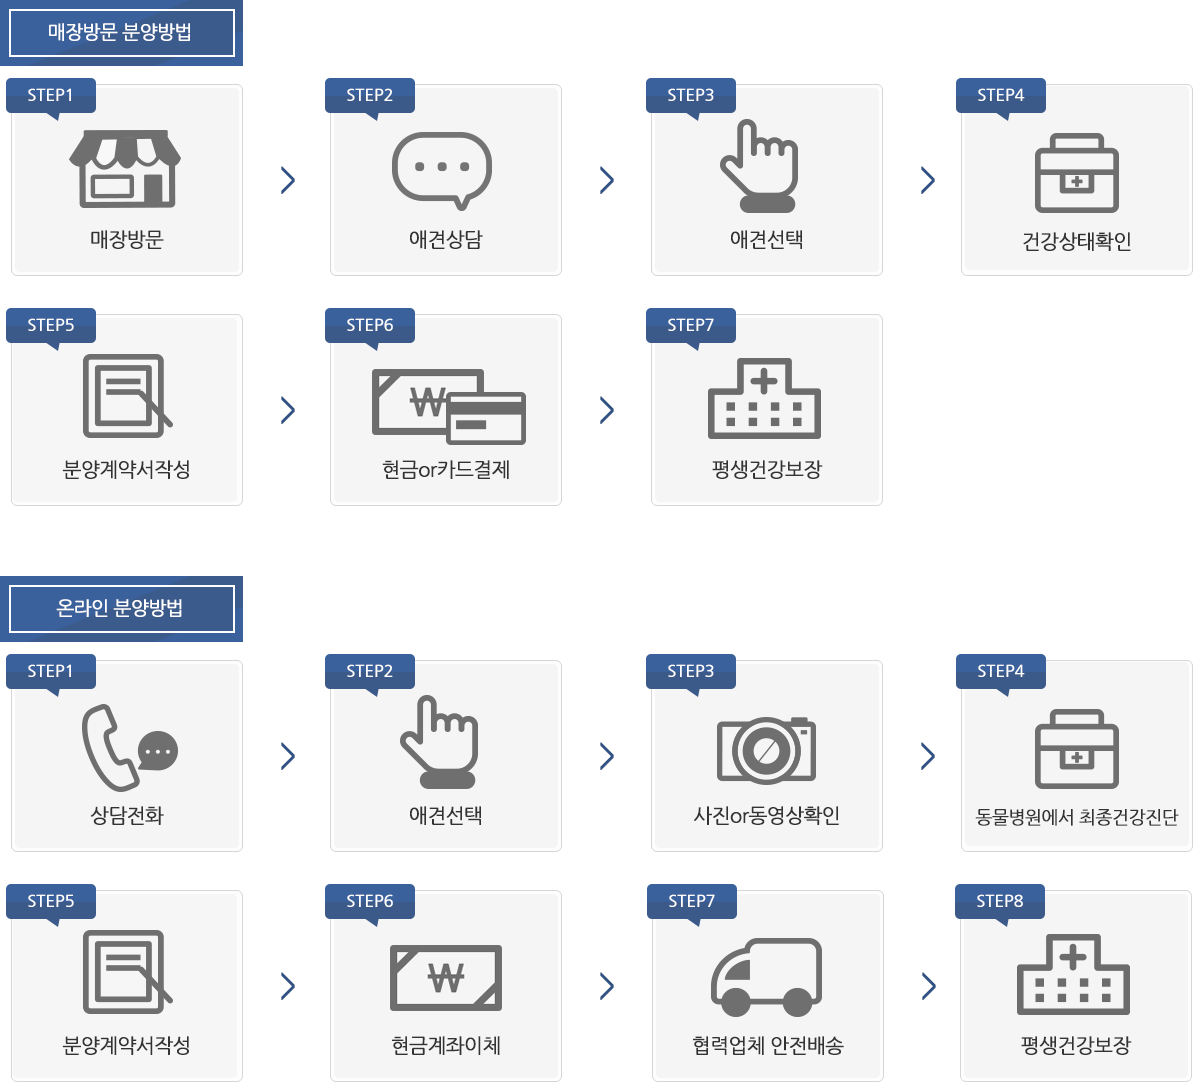 매장방문 분양방법
STEP1
매장방문
STEP2
애견상담
STEP3
애견선택
STEP4
건강상태확인
STEP5
분양계약서작성
STEP6
₩
현금or카드결제
STEP7
평생건강보장
온라인 분양방법
STEP1
상담전화
STEP2
애견선택
STEP3
사진or동영상확인
STEP4
동물병원에서 최종건강진단
STEP5
분양계약서작성
STEP6
₩
현금계좌이체
STEP7
협력업체 안전배송
STEP8
평생건강보장